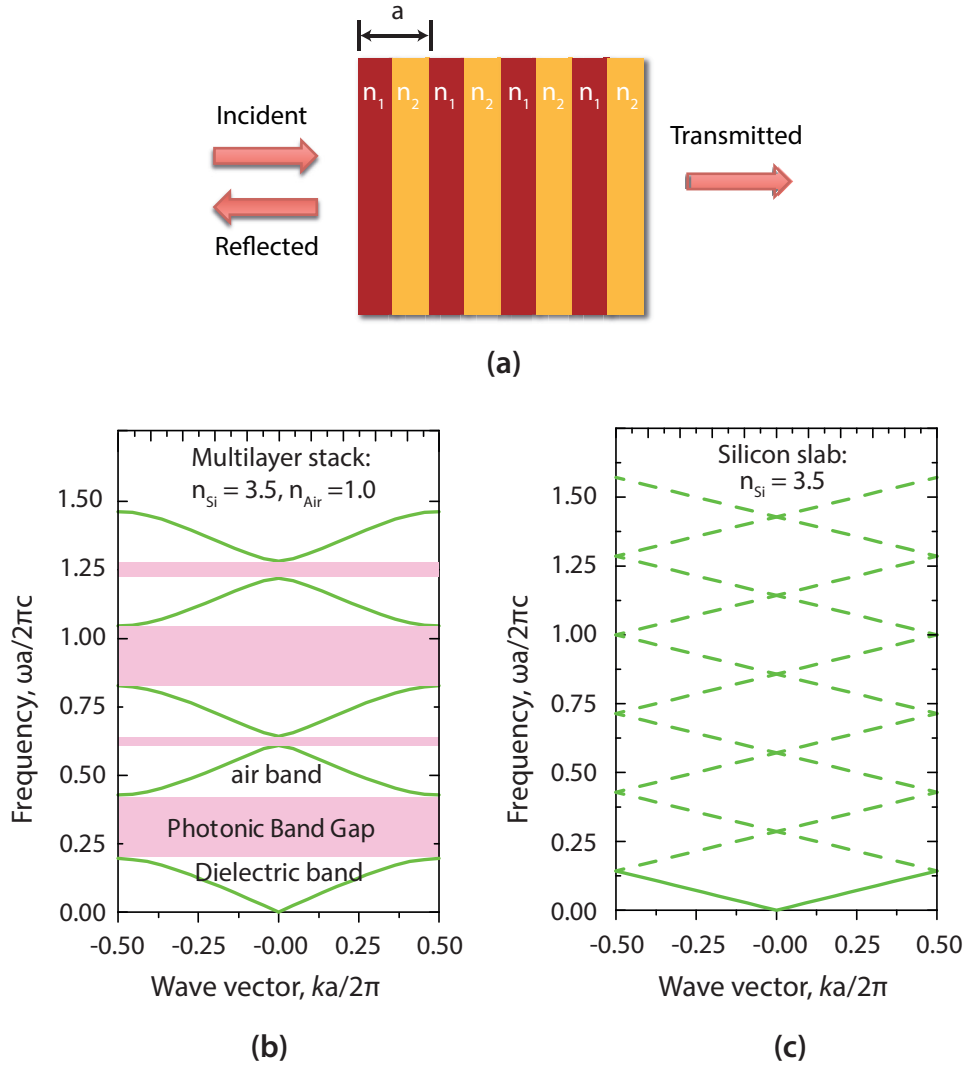 a
n1 n2 n1 n2 n1 n2 n1 n2
Incident
Reflected
Transmitted
(a)
Multilayer stack:
nSi = 3.5, nAir =1.0
1.50
1.25
1.00
0.75
0.50
0.25
0.00
Frequency, ωa/2πc
air band
Photonic Band Gap
Dielectric band
-0.50 -0.25 -0.00 0.25 0.50
Wave vector, ka/2π
(b)
Silicon slab:
nSi = 3.5
1.50
1.25
1.00
0.75
0.50
0.25
0.00
Frequency, ωa/2πc
-0.50 -0.25 -0.00 0.25 0.50
Wave vector, ka/2π
(c)